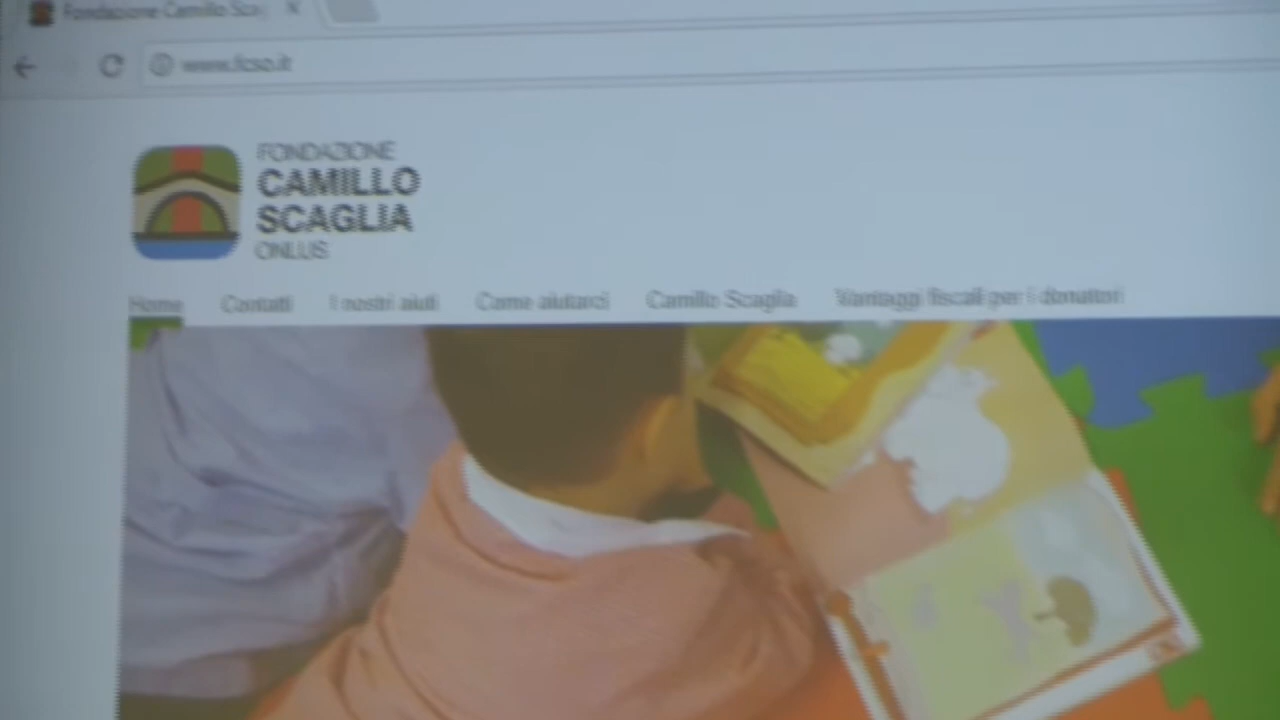 Fondazione Camillo Sca
www.fcso.it
FONDAZIONE
CAMILLO
SCAGLIA
ONLUS
Home Contatti I nostri aiuti Come aiutarci Camillo Scaglia Vantaggi fiscali per i donatori